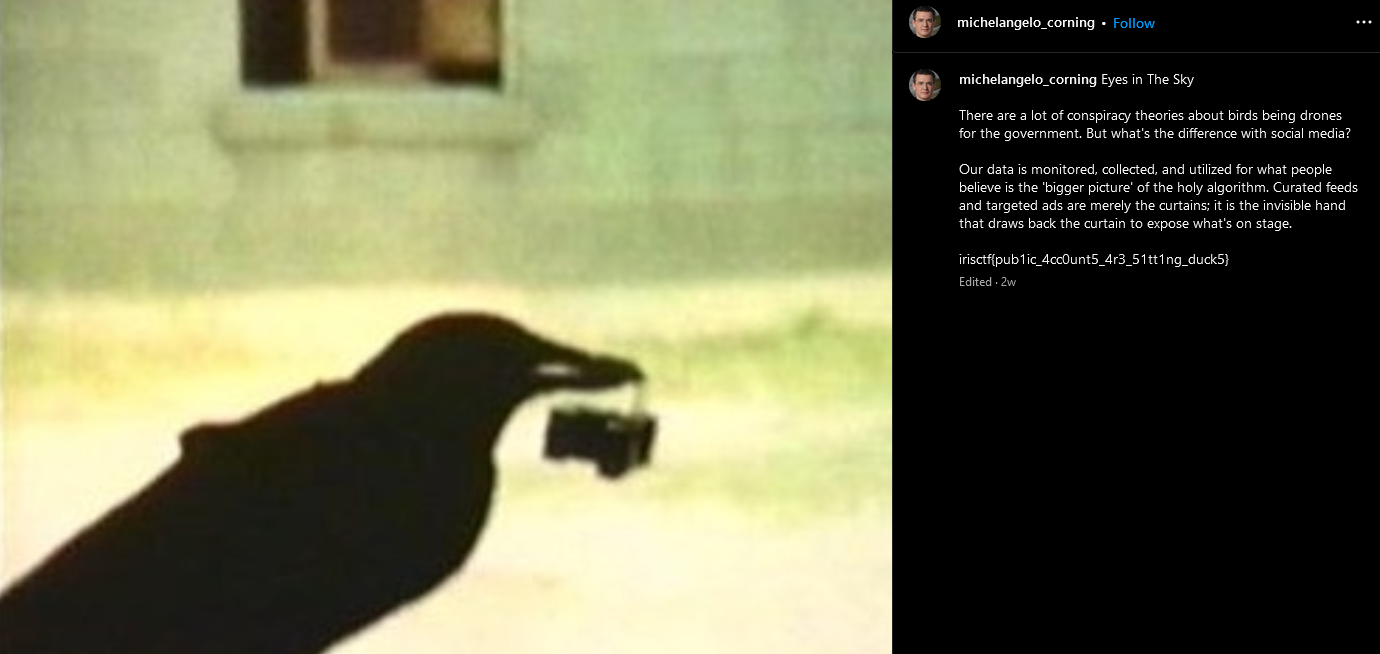 michelangelo_corning • Follow
michelangelo_corning Eyes in The Sky
There are a lot of conspiracy theories about birds being drones
for the government. But what's the difference with social media?
Our data is monitored, collected, and utilized for what people
believe is the 'bigger picture' of the holy algorithm. Curated feeds
and targeted ads are merely the curtains; it is the invisible hand
that draws back the curtain to expose what's on stage.
irisctf{pub1ic_4cc0unt5_4r3_51tt1ng_duck5}
Edited · 2w